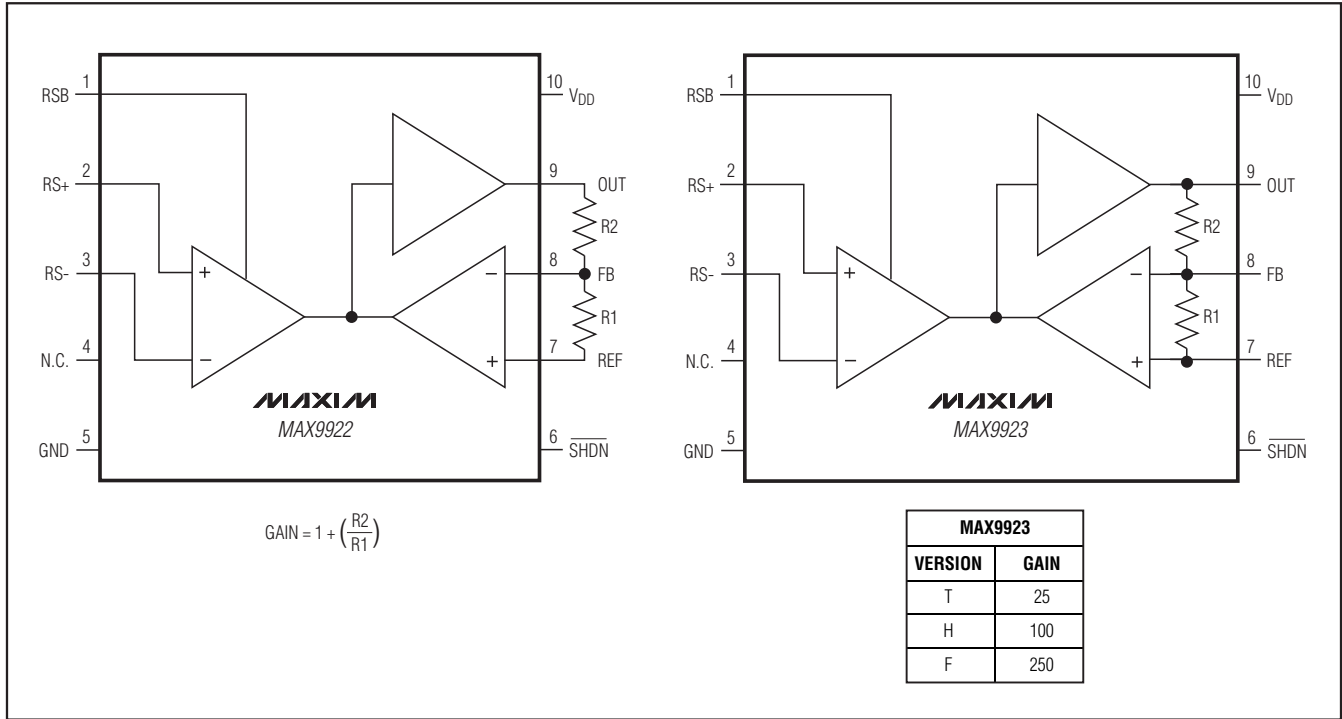 RSB 1
RS+ 2
RS- 3
N.C. 4
GND 5
10 VDD
9 OUT
R2
8 FB
R1
7 REF
6 SHDN
+
−
−
+
MAXIM
MAX9922
GAIN = 1 + (R2/R1)
RSB 1
RS+ 2
RS- 3
N.C. 4
GND 5
10 VDD
9 OUT
R2
8 FB
R1
7 REF
6 SHDN
+
−
−
+
MAXIM
MAX9923
MAX9923
VERSION GAIN
T 25
H 100
F 250